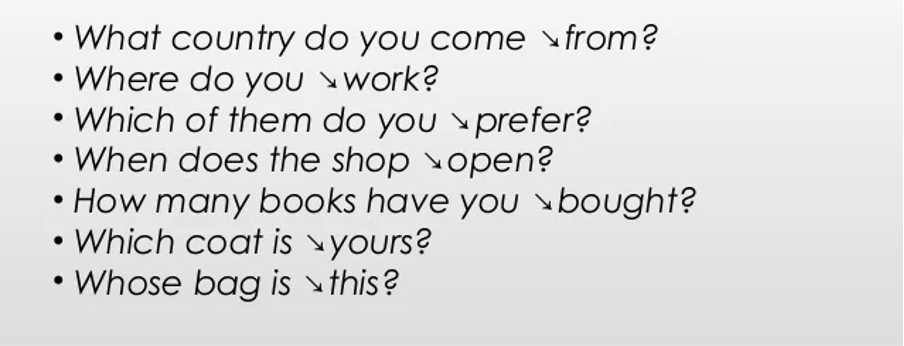 • What country do you come ↘from?
• Where do you ↘work?
• Which of them do you ↘prefer?
• When does the shop ↘open?
• How many books have you ↘bought?
• Which coat is ↘yours?
• Whose bag is ↘this?